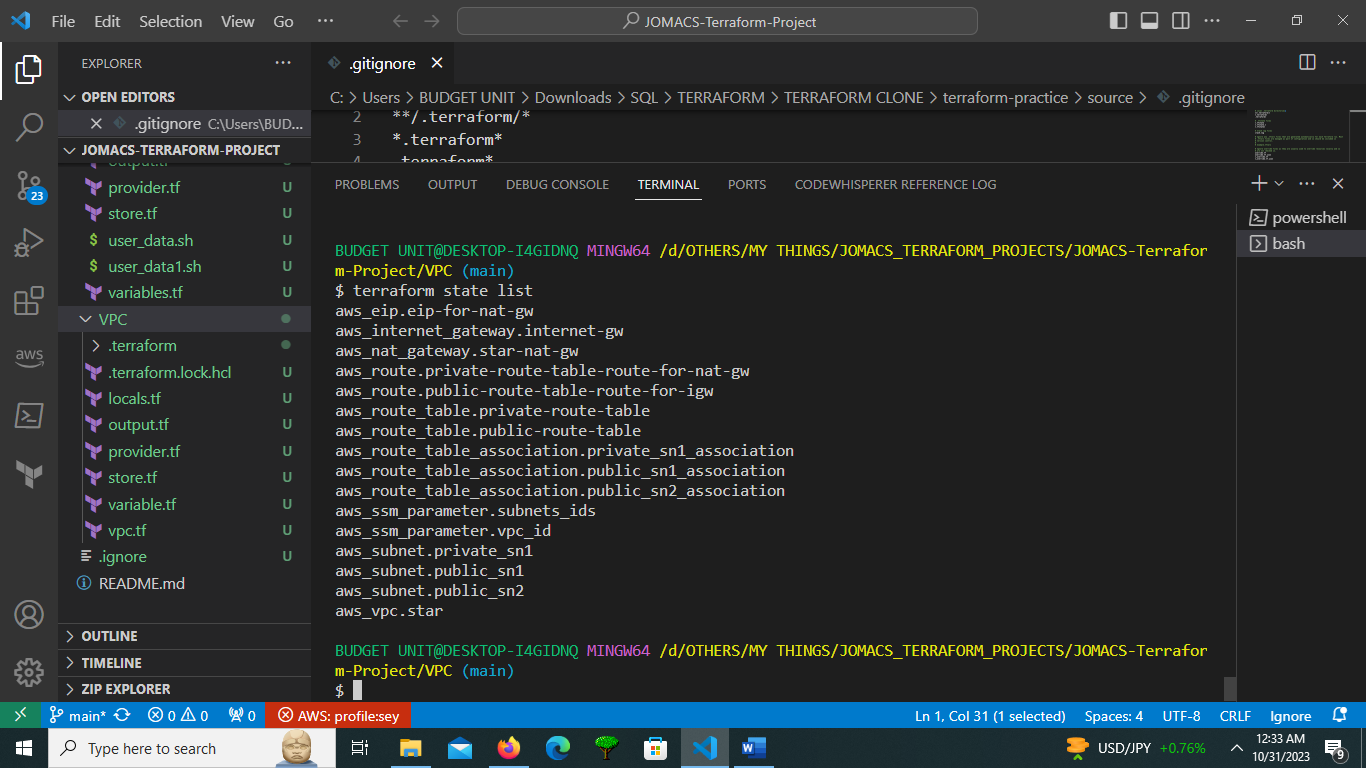 File Edit Selection View Go ··· JOMACS-Terraform-Project
EXPLORER ···
OPEN EDITORS
.gitignore C:\Users\BUD...
JOMACS-TERRAFORM-PROJECT
output.tf
provider.tf U
store.tf U
$ user_data.sh U
$ user_data1.sh U
variables.tf U
VPC
.terraform
.terraform.lock.hcl U
locals.tf U
output.tf U
provider.tf U
store.tf U
variable.tf U
vpc.tf U
.ignore U
README.md
OUTLINE
TIMELINE
ZIP EXPLORER
23
aws
.gitignore
C: > Users > BUDGET UNIT > Downloads > SQL > TERRAFORM > TERRAFORM CLONE > terraform-practice > source > .gitignore
2 **/.terraform/*
3 *.terraform*
4 .terraform*
PROBLEMS OUTPUT DEBUG CONSOLE TERMINAL PORTS CODEWHISPERER REFERENCE LOG
powershell
bash
BUDGET UNIT@DESKTOP-I4GIDNQ MINGW64 /d/OTHERS/MY THINGS/JOMACS_TERRAFORM_PROJECTS/JOMACS-Terrafor
m-Project/VPC (main)
$ terraform state list
aws_eip.eip-for-nat-gw
aws_internet_gateway.internet-gw
aws_nat_gateway.star-nat-gw
aws_route.private-route-table-route-for-nat-gw
aws_route.public-route-table-route-for-igw
aws_route_table.private-route-table
aws_route_table.public-route-table
aws_route_table_association.private_sn1_association
aws_route_table_association.public_sn1_association
aws_route_table_association.public_sn2_association
aws_ssm_parameter.subnets_ids
aws_ssm_parameter.vpc_id
aws_subnet.private_sn1
aws_subnet.public_sn1
aws_subnet.public_sn2
aws_vpc.star
BUDGET UNIT@DESKTOP-I4GIDNQ MINGW64 /d/OTHERS/MY THINGS/JOMACS_TERRAFORM_PROJECTS/JOMACS-Terrafor
m-Project/VPC (main)
$
main* 0 0 0 AWS: profile:sey Ln 1, Col 31 (1 selected) Spaces: 4 UTF-8 CRLF Ignore
Type here to search USD/JPY +0.76% 12:33 AM
10/31/2023 9